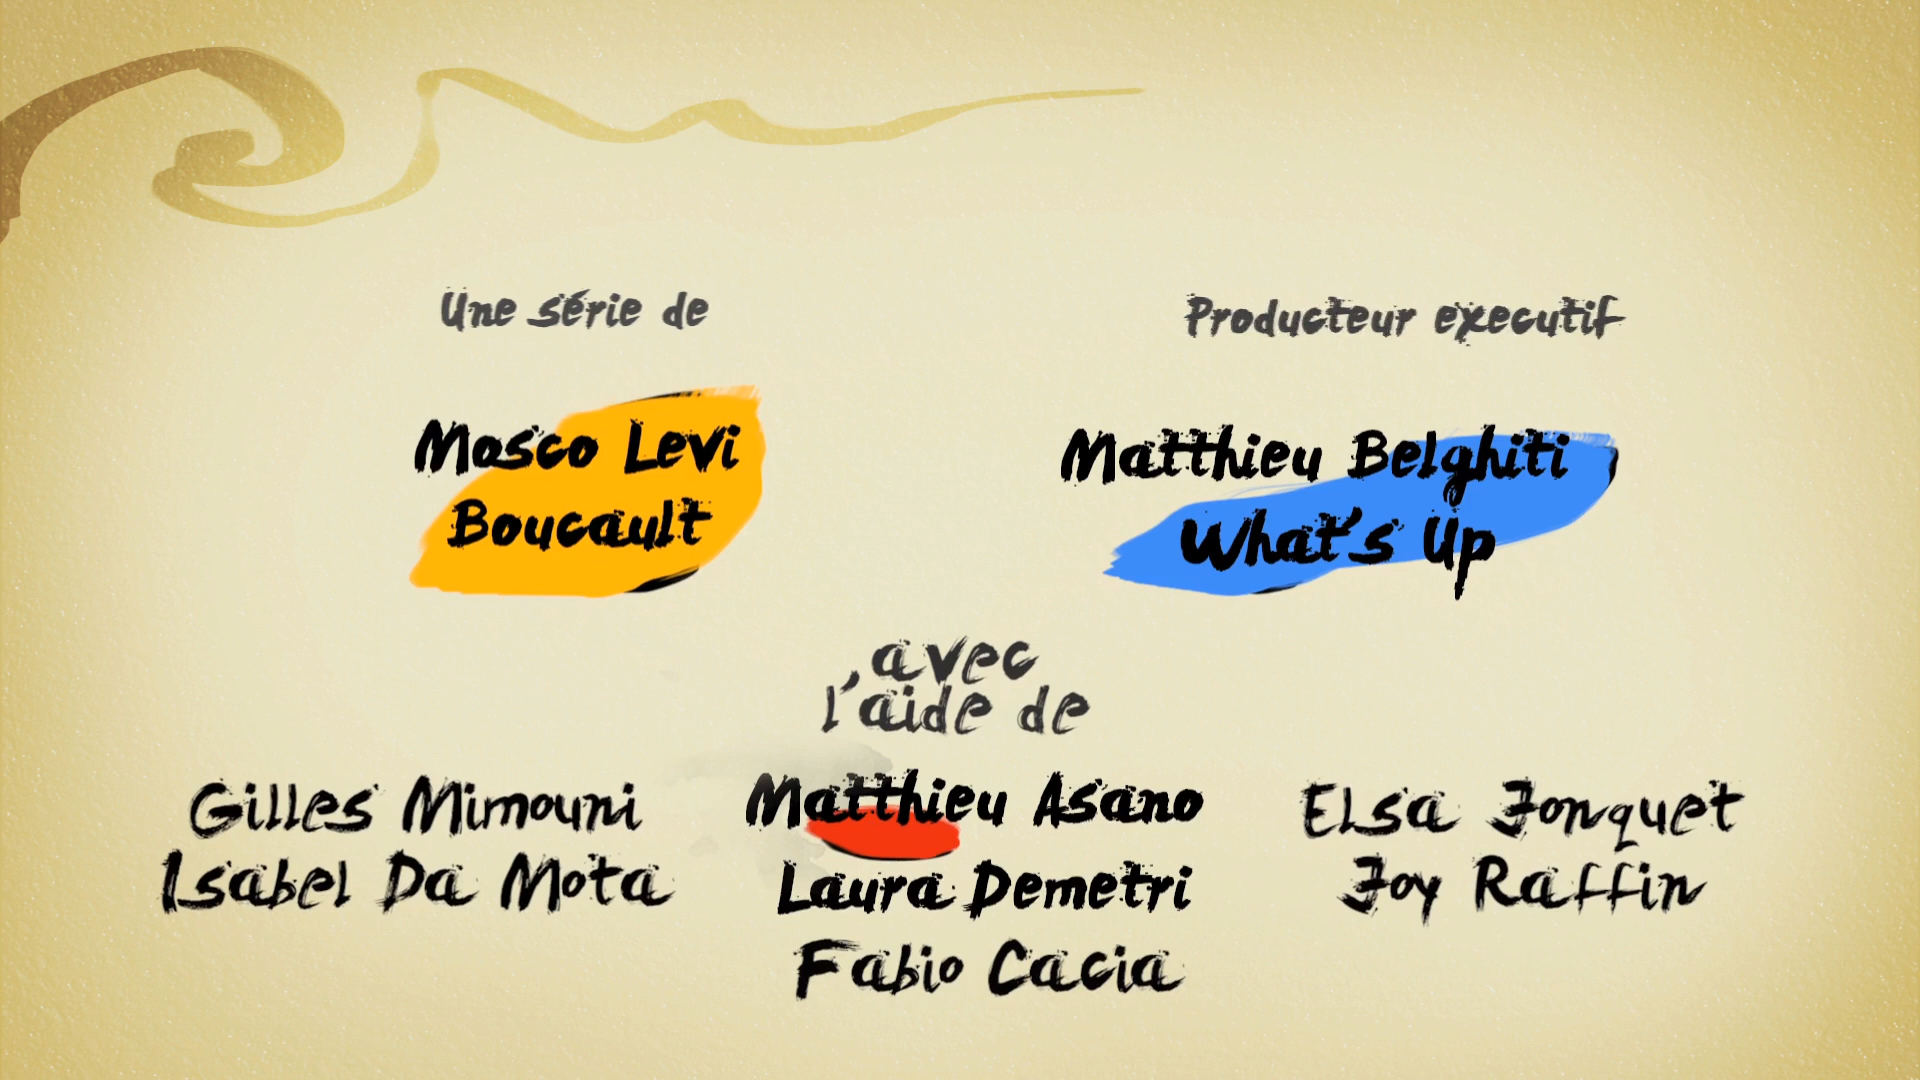 Une série de
Mosco Levi
Boucault
Producteur executif
Matthieu Belghiti
What's Up
avec
l'aide de
Gilles Mimouni
Isabel Da Mota
Matthieu Asano
Laura Demetri
Fabio Cacia
Elsa Jonquet
Joy Raffin